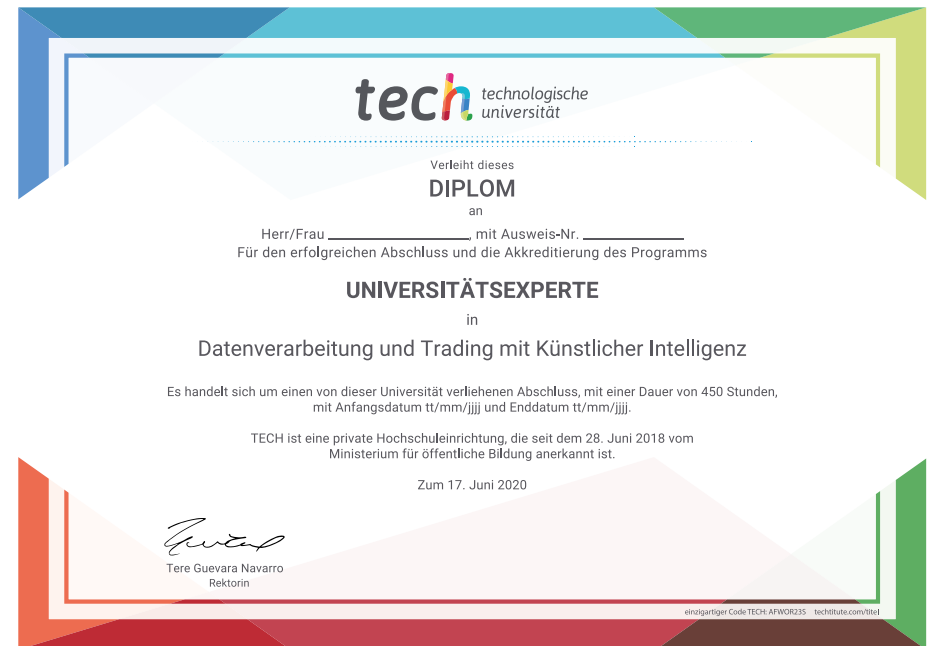 tech technologische
universität
Verleiht dieses
DIPLOM
an
Herr/Frau ____________________, mit Ausweis-Nr. ______________
Für den erfolgreichen Abschluss und die Akkreditierung des Programms
UNIVERSITÄTSEXPERTE
in
Datenverarbeitung und Trading mit Künstlicher Intelligenz
Es handelt sich um einen von dieser Universität verliehenen Abschluss, mit einer Dauer von 450 Stunden,
mit Anfangsdatum tt/mm/jjjj und Enddatum tt/mm/jjjj.
TECH ist eine private Hochschuleinrichtung, die seit dem 28. Juni 2018 vom
Ministerium für öffentliche Bildung anerkannt ist.
Zum 17. Juni 2020
Tere Guevara Navarro
Rektorin
einzigartiger Code TECH: AFWOR23S techtitute.com/titel